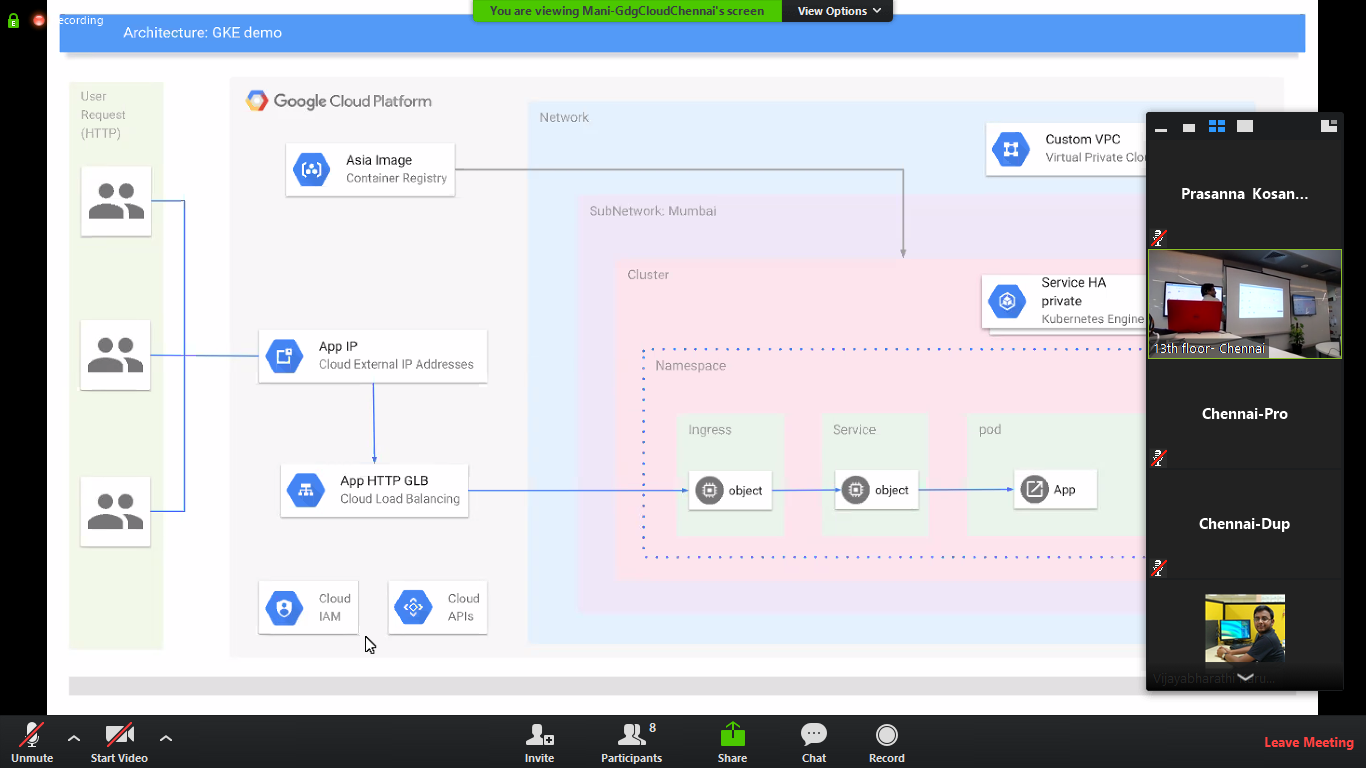 You are viewing Mani-GdgCloudChennai's screen
View Options
ecording
Architecture: GKE demo
User
Request
(HTTP)
Google Cloud Platform
Asia Image
Container Registry
App IP
Cloud External IP Addresses
App HTTP GLB
Cloud Load Balancing
Cloud
IAM
Cloud
APIs
Network
Custom VPC
Virtual Private Clou
SubNetwork: Mumbai
Cluster
Service HA
private
Kubernetes Engine
Namespace
Ingress
object
Service
object
pod
App
Prasanna Kosan...
13th floor- Chennai
Chennai-Pro
Chennai-Dup
Unmute
Start Video
Invite
8
Participants
Share
Chat
Record
Leave Meeting